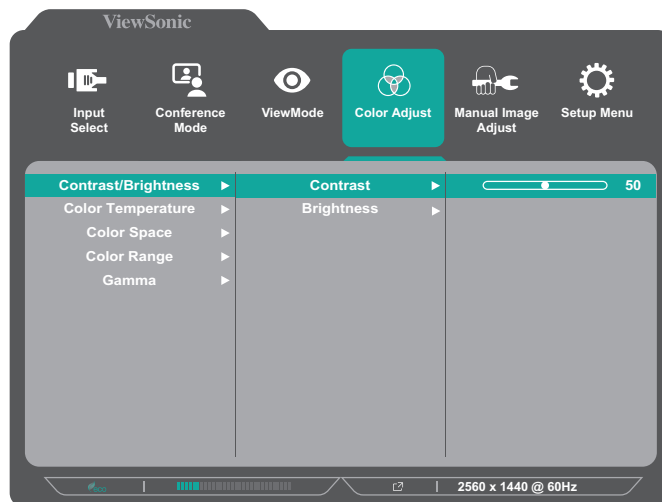 ViewSonic
Input
Select
Conference
Mode
ViewMode
Color Adjust
Manual Image
Adjust
Setup Menu
Contrast/Brightness
Contrast
50
Color Temperature
Brightness
Color Space
Color Range
Gamma
eco
2560 x 1440 @ 60Hz